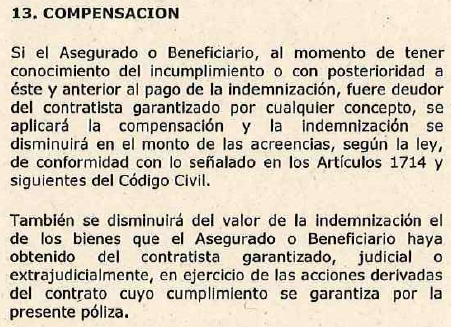 13. COMPENSACION
Si el Asegurado o Beneficiario, al momento de tener
conocimiento del incumplimiento o con posterioridad a
éste y anterior al pago de la indemnización, fuere deudor
del contratista garantizado por cualquier concepto, se
aplicará la compensación y la indemnización se
disminuirá en el monto de las acreencias, según la ley,
de conformidad con lo señalado en los Artículos 1714 y
siguientes del Código Civil.
También se disminuirá del valor de la indemnización el
de los bienes que el Asegurado o Beneficiario haya
obtenido del contratista garantizado, judicial o
extrajudicialmente, en ejercicio de las acciones derivadas
del contrato cuyo cumplimiento se garantiza por la
presente póliza.